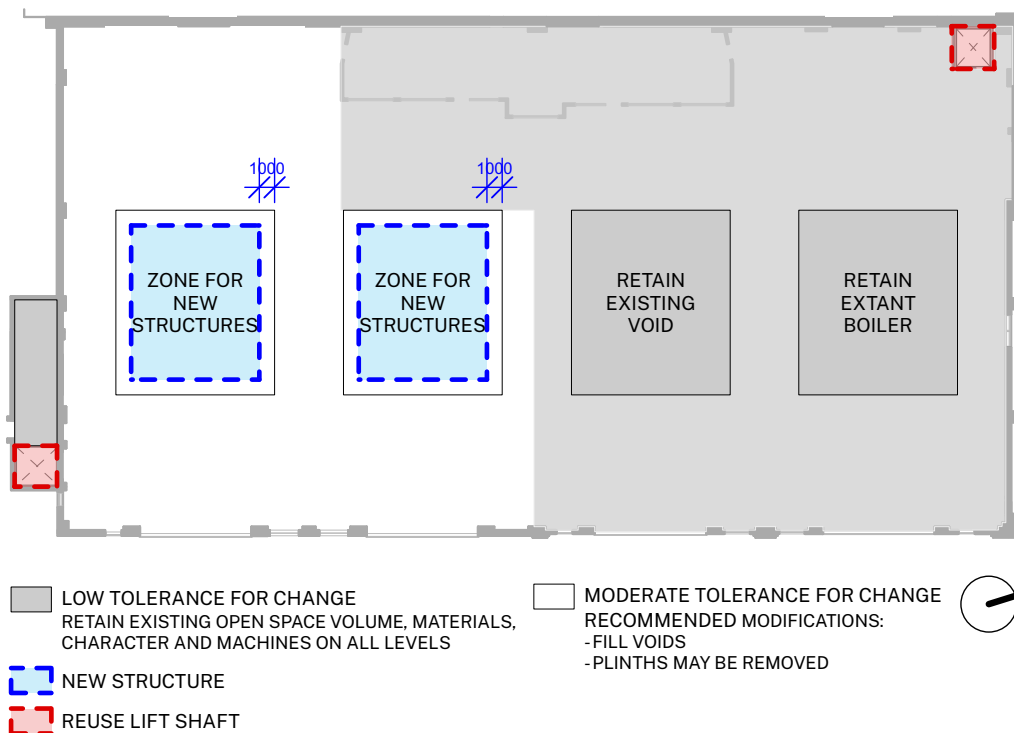 1000
1000
ZONE FOR
NEW
STRUCTURES
ZONE FOR
NEW
STRUCTURES
RETAIN
EXISTING
VOID
RETAIN
EXTANT
BOILER
LOW TOLERANCE FOR CHANGE
RETAIN EXISTING OPEN SPACE VOLUME, MATERIALS,
CHARACTER AND MACHINES ON ALL LEVELS
NEW STRUCTURE
REUSE LIFT SHAFT
MODERATE TOLERANCE FOR CHANGE
RECOMMENDED MODIFICATIONS:
- FILL VOIDS
- PLINTHS MAY BE REMOVED